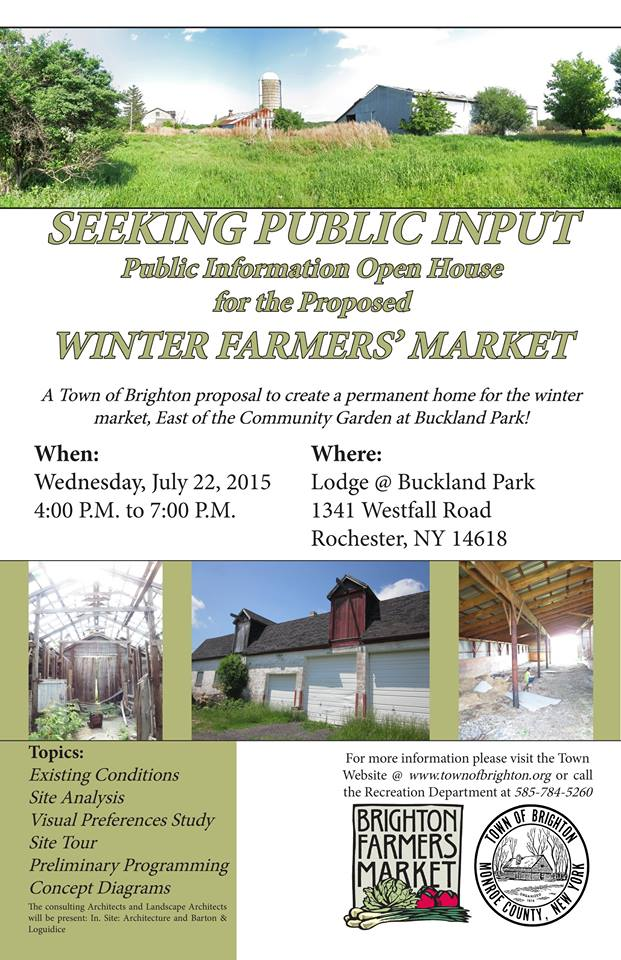 SEEKING PUBLIC INPUT
Public Information Open House
for the Proposed
WINTER FARMERS' MARKET
A Town of Brighton proposal to create a permanent home for the winter
market, East of the Community Garden at Buckland Park!
When:
Wednesday, July 22, 2015
4:00 P.M. to 7:00 P.M.
Where:
Lodge @ Buckland Park
1341 Westfall Road
Rochester, NY 14618
Topics:
Existing Conditions
Site Analysis
Visual Preferences Study
Site Tour
Preliminary Programming
Concept Diagrams
The consulting Architects and Landscape Architects
will be present: In. Site: Architecture and Barton &
Loguidice
For more information please visit the Town
Website @ www.townofbrighton.org or call
the Recreation Department at 585-784-5260
BRIGHTON
FARMERS
MARKET
TOWN OF BRIGHTON
MONROE COUNTY, NEW YORK